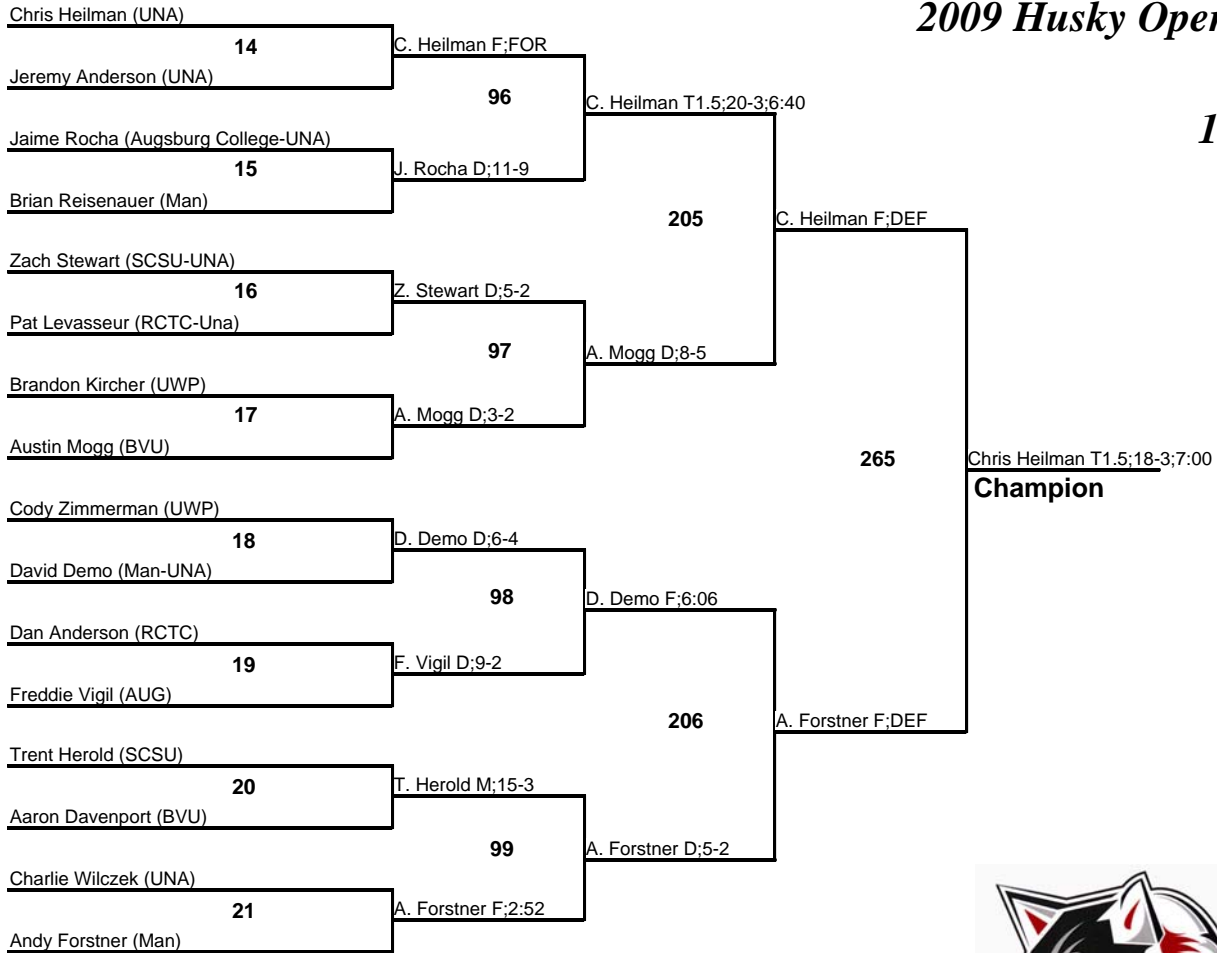 Chris Heilman (UNA)
2009 Husky Open
14
C. Heilman F;FOR
Jeremy Anderson (UNA)
96
C. Heilman T1.5;20-3;6:40
1
Jaime Rocha (Augsburg College-UNA)
15
J. Rocha D;11-9
Brian Reisenauer (Man)
205
C. Heilman F;DEF
Zach Stewart (SCSU-UNA)
16
Z. Stewart D;5-2
Pat Levasseur (RCTC-Una)
97
A. Mogg D;8-5
Brandon Kircher (UWP)
17
A. Mogg D;3-2
Austin Mogg (BVU)
265
Chris Heilman T1.5;18-3;7:00
Champion
Cody Zimmerman (UWP)
18
D. Demo D;6-4
David Demo (Man-UNA)
98
D. Demo F;6:06
Dan Anderson (RCTC)
19
F. Vigil D;9-2
Freddie Vigil (AUG)
206
A. Forstner F;DEF
Trent Herold (SCSU)
20
T. Herold M;15-3
Aaron Davenport (BVU)
99
A. Forstner D;5-2
Charlie Wilczek (UNA)
21
A. Forstner F;2:52
Andy Forstner (Man)